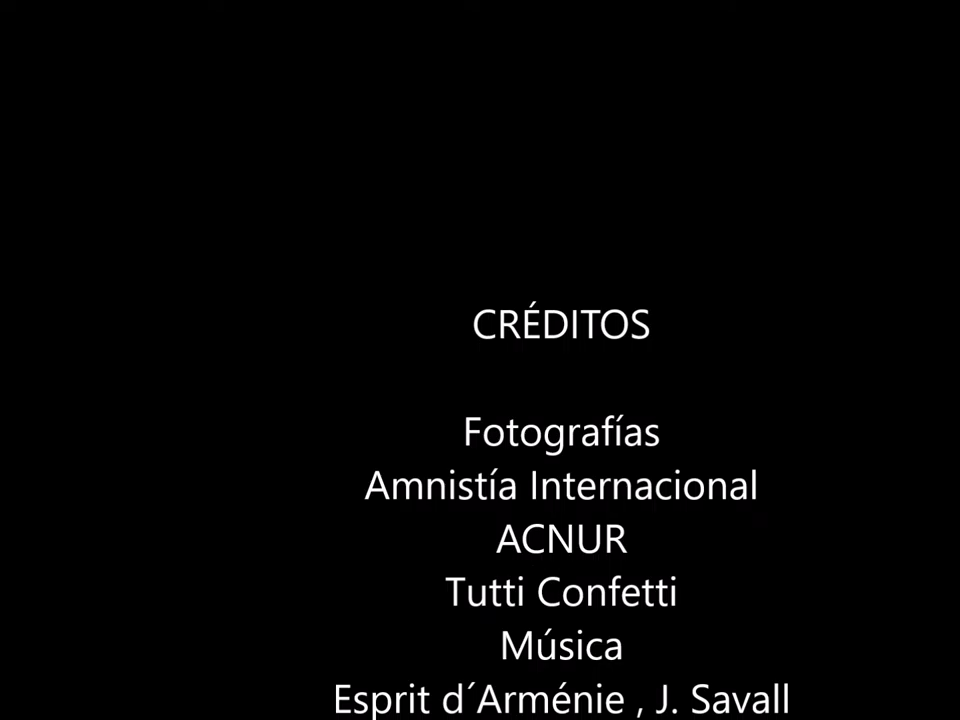 CRÉDITOS
Fotografías
Amnistía Internacional
ACNUR
Tutti Confetti
Música
Esprit d´Arménie , J. Savall